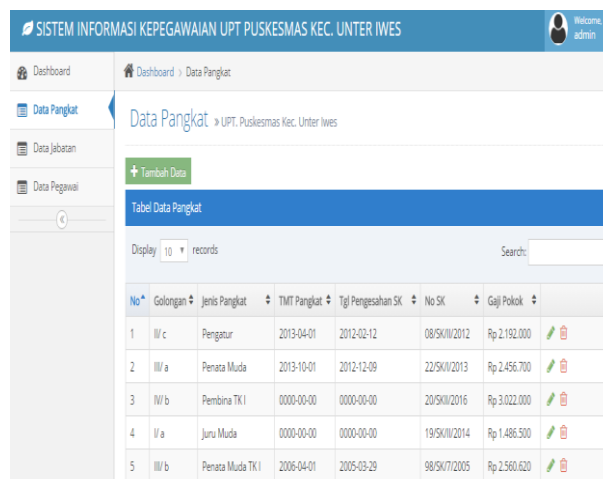 SISTEM INFORMASI KEPEGAWAIAN UPT PUSKESMAS KEC. UNTER IWES
Welcome,
admin
Dashboard
Data Pangkat
Data Jabatan
Data Pegawai
Dashboard > Data Pangkat
Data Pangkat » UPT. Puskesmas Kec. Unter Iwes
+ Tambah Data
Tabel Data Pangkat
Display 10 records Search:
No Golongan Jenis Pangkat TMT Pangkat Tgl Pengesahan SK No SK Gaji Pokok
1 II/ c Pengatur 2013-04-01 2012-02-12 08/SK/II/2012 Rp 2.192.000
2 III/ a Penata Muda 2013-10-01 2012-12-09 22/SK/I/2013 Rp 2.456.700
3 IV/ b Pembina TK I 0000-00-00 0000-00-00 20/SKII/2016 Rp 3.022.000
4 I/ a Juru Muda 0000-00-00 0000-00-00 19/SK/II/2014 Rp 1.486.500
5 III/ b Penata Muda TK I 2006-04-01 2005-03-29 98/SK/7/2005 Rp 2.560.620